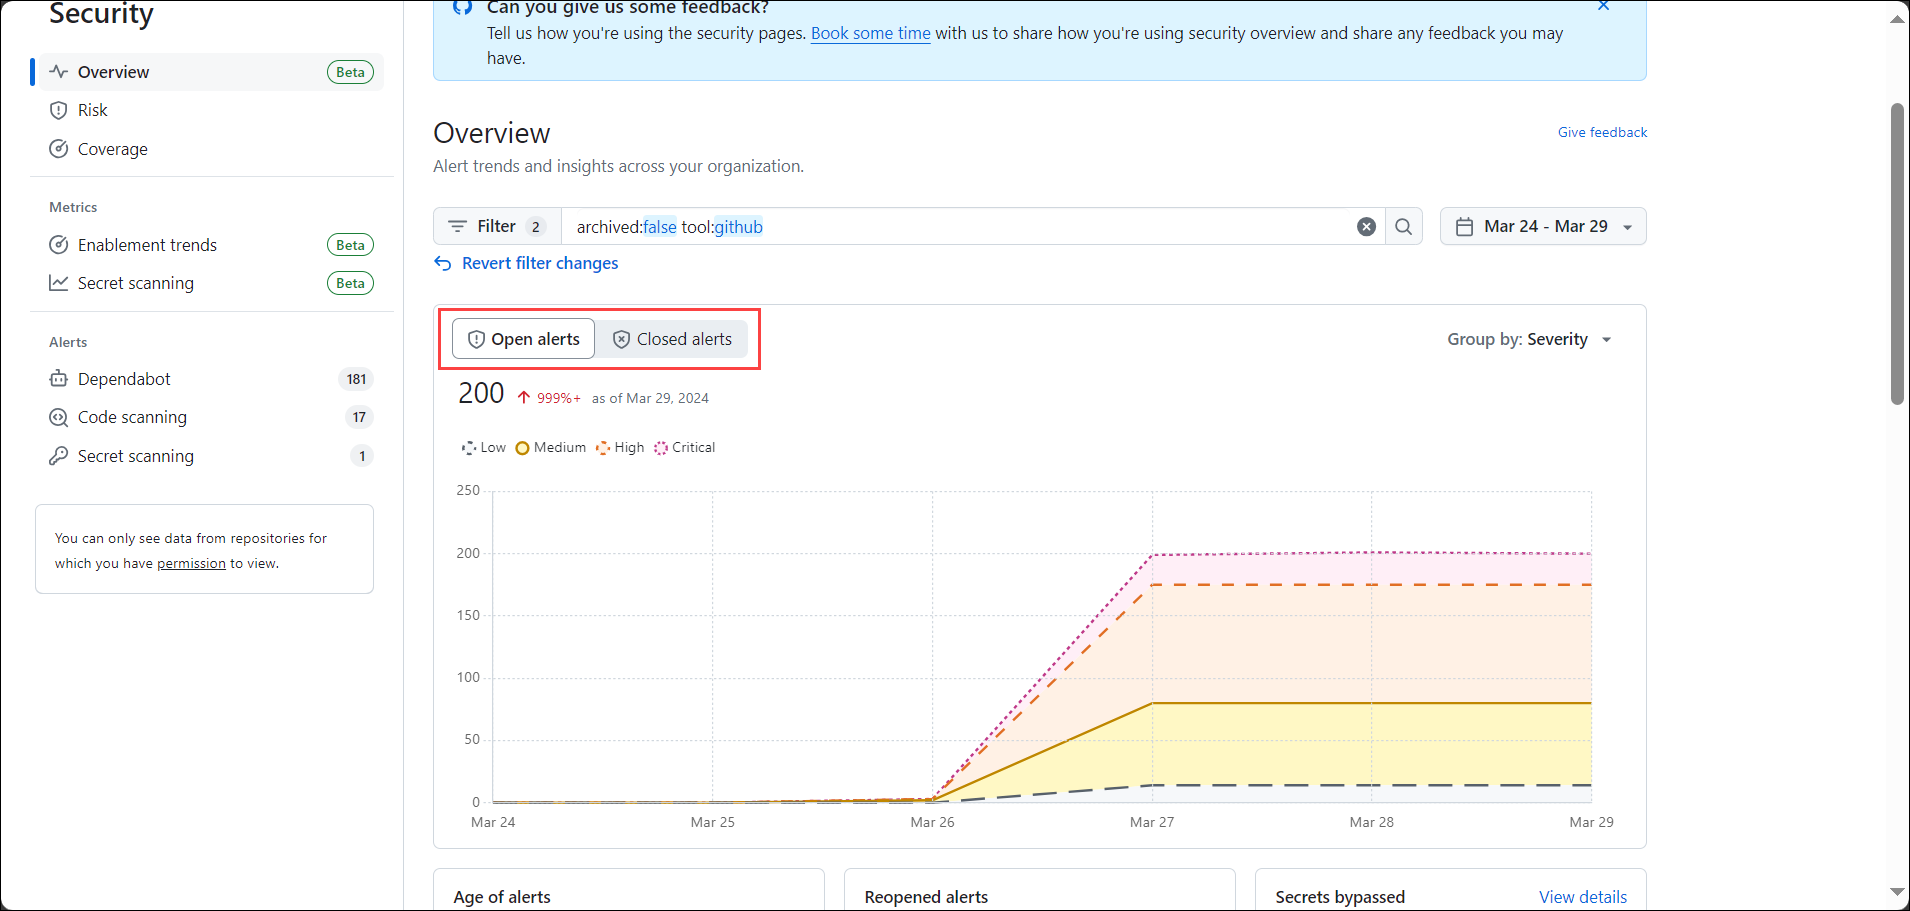 Security
Overview Beta
Risk
Coverage
Metrics
Enablement trends Beta
Secret scanning Beta
Alerts
Dependabot 181
Code scanning 17
Secret scanning 1
You can only see data from repositories for
which you have permission to view.
Can you give us some feedback?
Tell us how you're using the security pages. Book some time with us to share how you're using security overview and share any feedback you may
have.
Overview
Give feedback
Alert trends and insights across your organization.
Filter 2 archived:false tool:github
Mar 24 - Mar 29
Revert filter changes
Open alerts Closed alerts
Group by: Severity
200 999%+ as of Mar 29, 2024
Low Medium High Critical
250
200
150
100
50
0
Mar 24 Mar 25 Mar 26 Mar 27 Mar 28 Mar 29
Age of alerts
Reopened alerts
Secrets bypassed View details